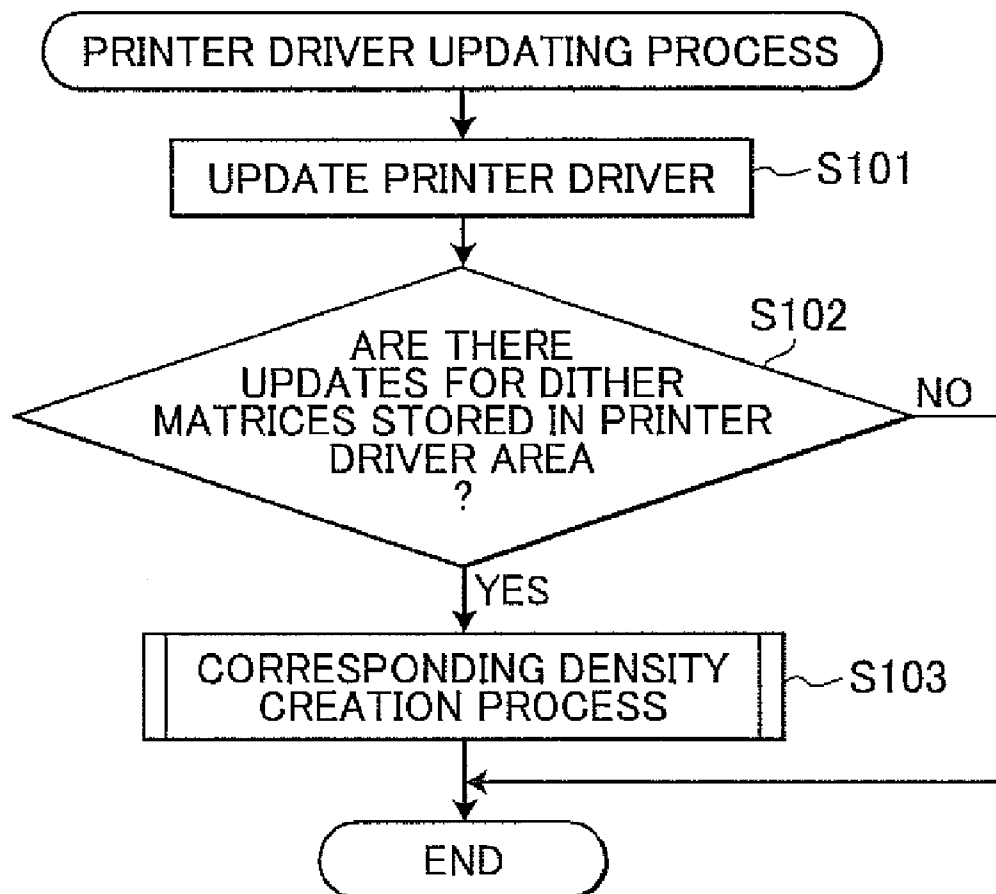 PRINTER DRIVER UPDATING PROCESS
UPDATE PRINTER DRIVER
S101
S102
ARE THERE
UPDATES FOR DITHER
MATRICES STORED IN PRINTER
DRIVER AREA
?
NO
YES
CORRESPONDING DENSITY
CREATION PROCESS
S103
END